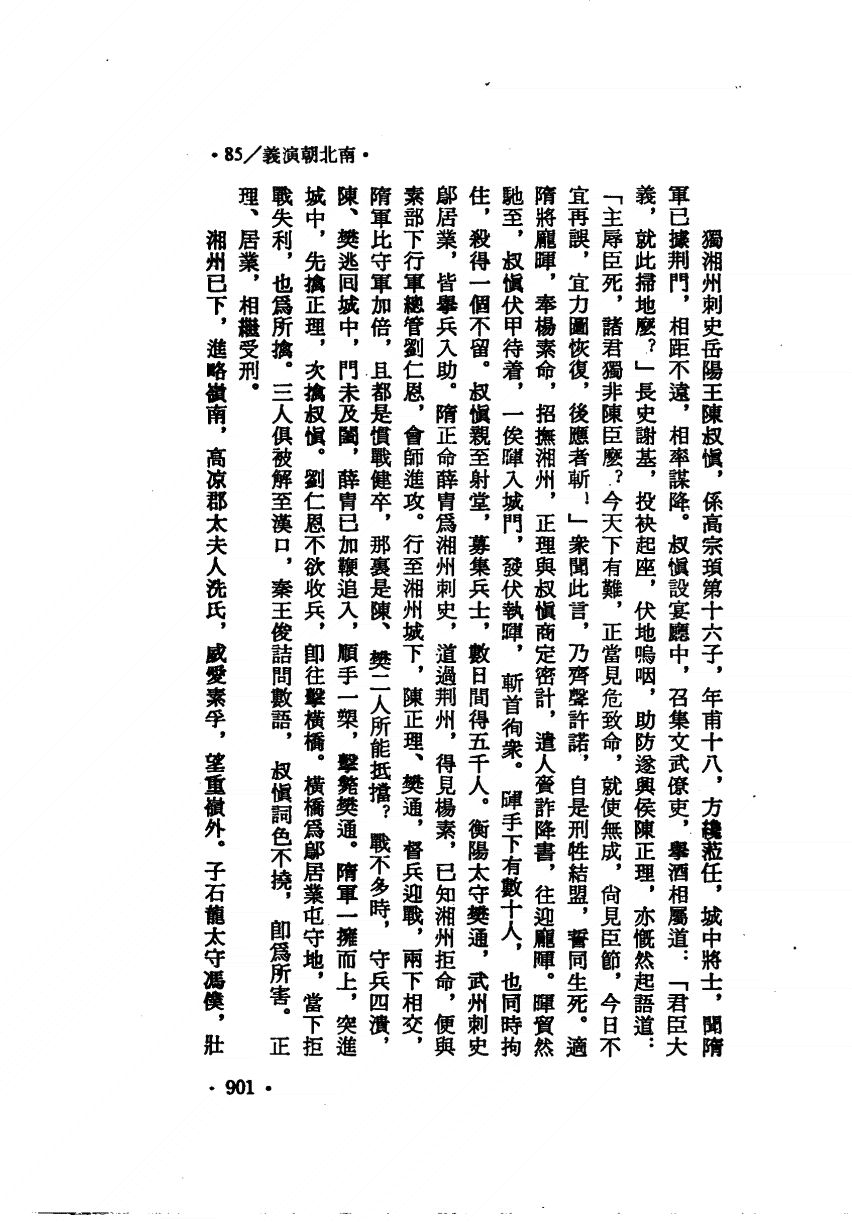 ·南北朝演義／85·
獨湘州刺史岳陽王陳叔愼，係高宗頊第十六子，年甫十八，方纔蒞任，城中將士，聞隋
軍已據荆門，相距不遠，相率謀降。叔愼設宴廳中，召集文武僚吏，舉酒相屬道：「君臣大
義，就此掃地麼？」長史謝基，投袂起座，伏地嗚咽，助防遂興侯陳正理，亦慨然起語道：
「主辱臣死，諸君獨非陳臣麼？今天下有難，正當見危致命，就使無成，尙見臣節，今日不
宜再誤，宜力圖恢復，後應者斬！」衆聞此言，乃齊聲許諾，自是刑牲結盟，誓同生死。適
隋將龐暉，奉楊素命，招撫湘州，正理與叔愼商定密計，遣人齎詐降書，往迎龐暉。暉貿然
馳至，叔愼伏甲待着，一俟暉入城門，發伏執暉，斬首徇衆。暉手下有數十人，也同時拘
住，殺得一個不留。叔愼親至射堂，募集兵士，數日間得五千人。衡陽太守樊通，武州刺史
鄔居業，皆舉兵入助。隋正命薛胄爲湘州刺史，道過荆州，得見楊素，已知湘州拒命，便與
素部下行軍總管劉仁恩，會師進攻。行至湘州城下，陳正理、樊通，督兵迎戰，兩下相交，
隋軍比守軍加倍，且都是慣戰健卒，那裏是陳、樊二人所能抵擋？戰不多時，守兵四潰，
陳、樊逃回城中，門未及闔，薛胄已加鞭追入，順手一槊，擊斃樊通。隋軍一擁而上，突進
城中，先擒正理，次擒叔愼。劉仁恩不欲收兵，卽往擊橫橋。橫橋爲鄔居業屯守地，當下拒
戰失利，也爲所擒。三人俱被解至漢口，秦王俊詰問數語，叔愼詞色不撓，卽爲所害。正
理、居業，相繼受刑。
湘州已下，進略嶺南，高凉郡太夫人洗氏，威愛素孚，望重嶺外。子石龍太守馮僕，壯
·901·